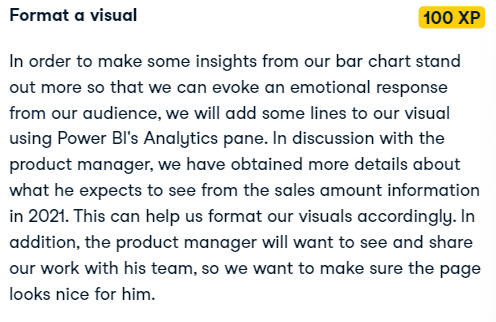 Format a visual
100 XP
In order to make some insights from our bar chart stand
out more so that we can evoke an emotional response
from our audience, we will add some lines to our visual
using Power BI's Analytics pane. In discussion with the
product manager, we have obtained more details about
what he expects to see from the sales amount information
in 2021. This can help us format our visuals accordingly. In
addition, the product manager will want to see and share
our work with his team, so we want to make sure the page
looks nice for him.